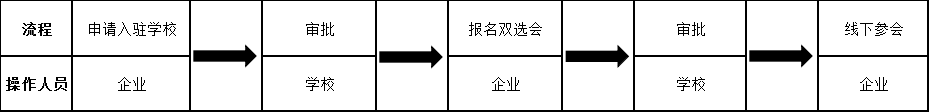 流程 申请入驻学校 审批 报名双选会 审批 线下参会
操作人员 企业 学校 企业 学校 企业